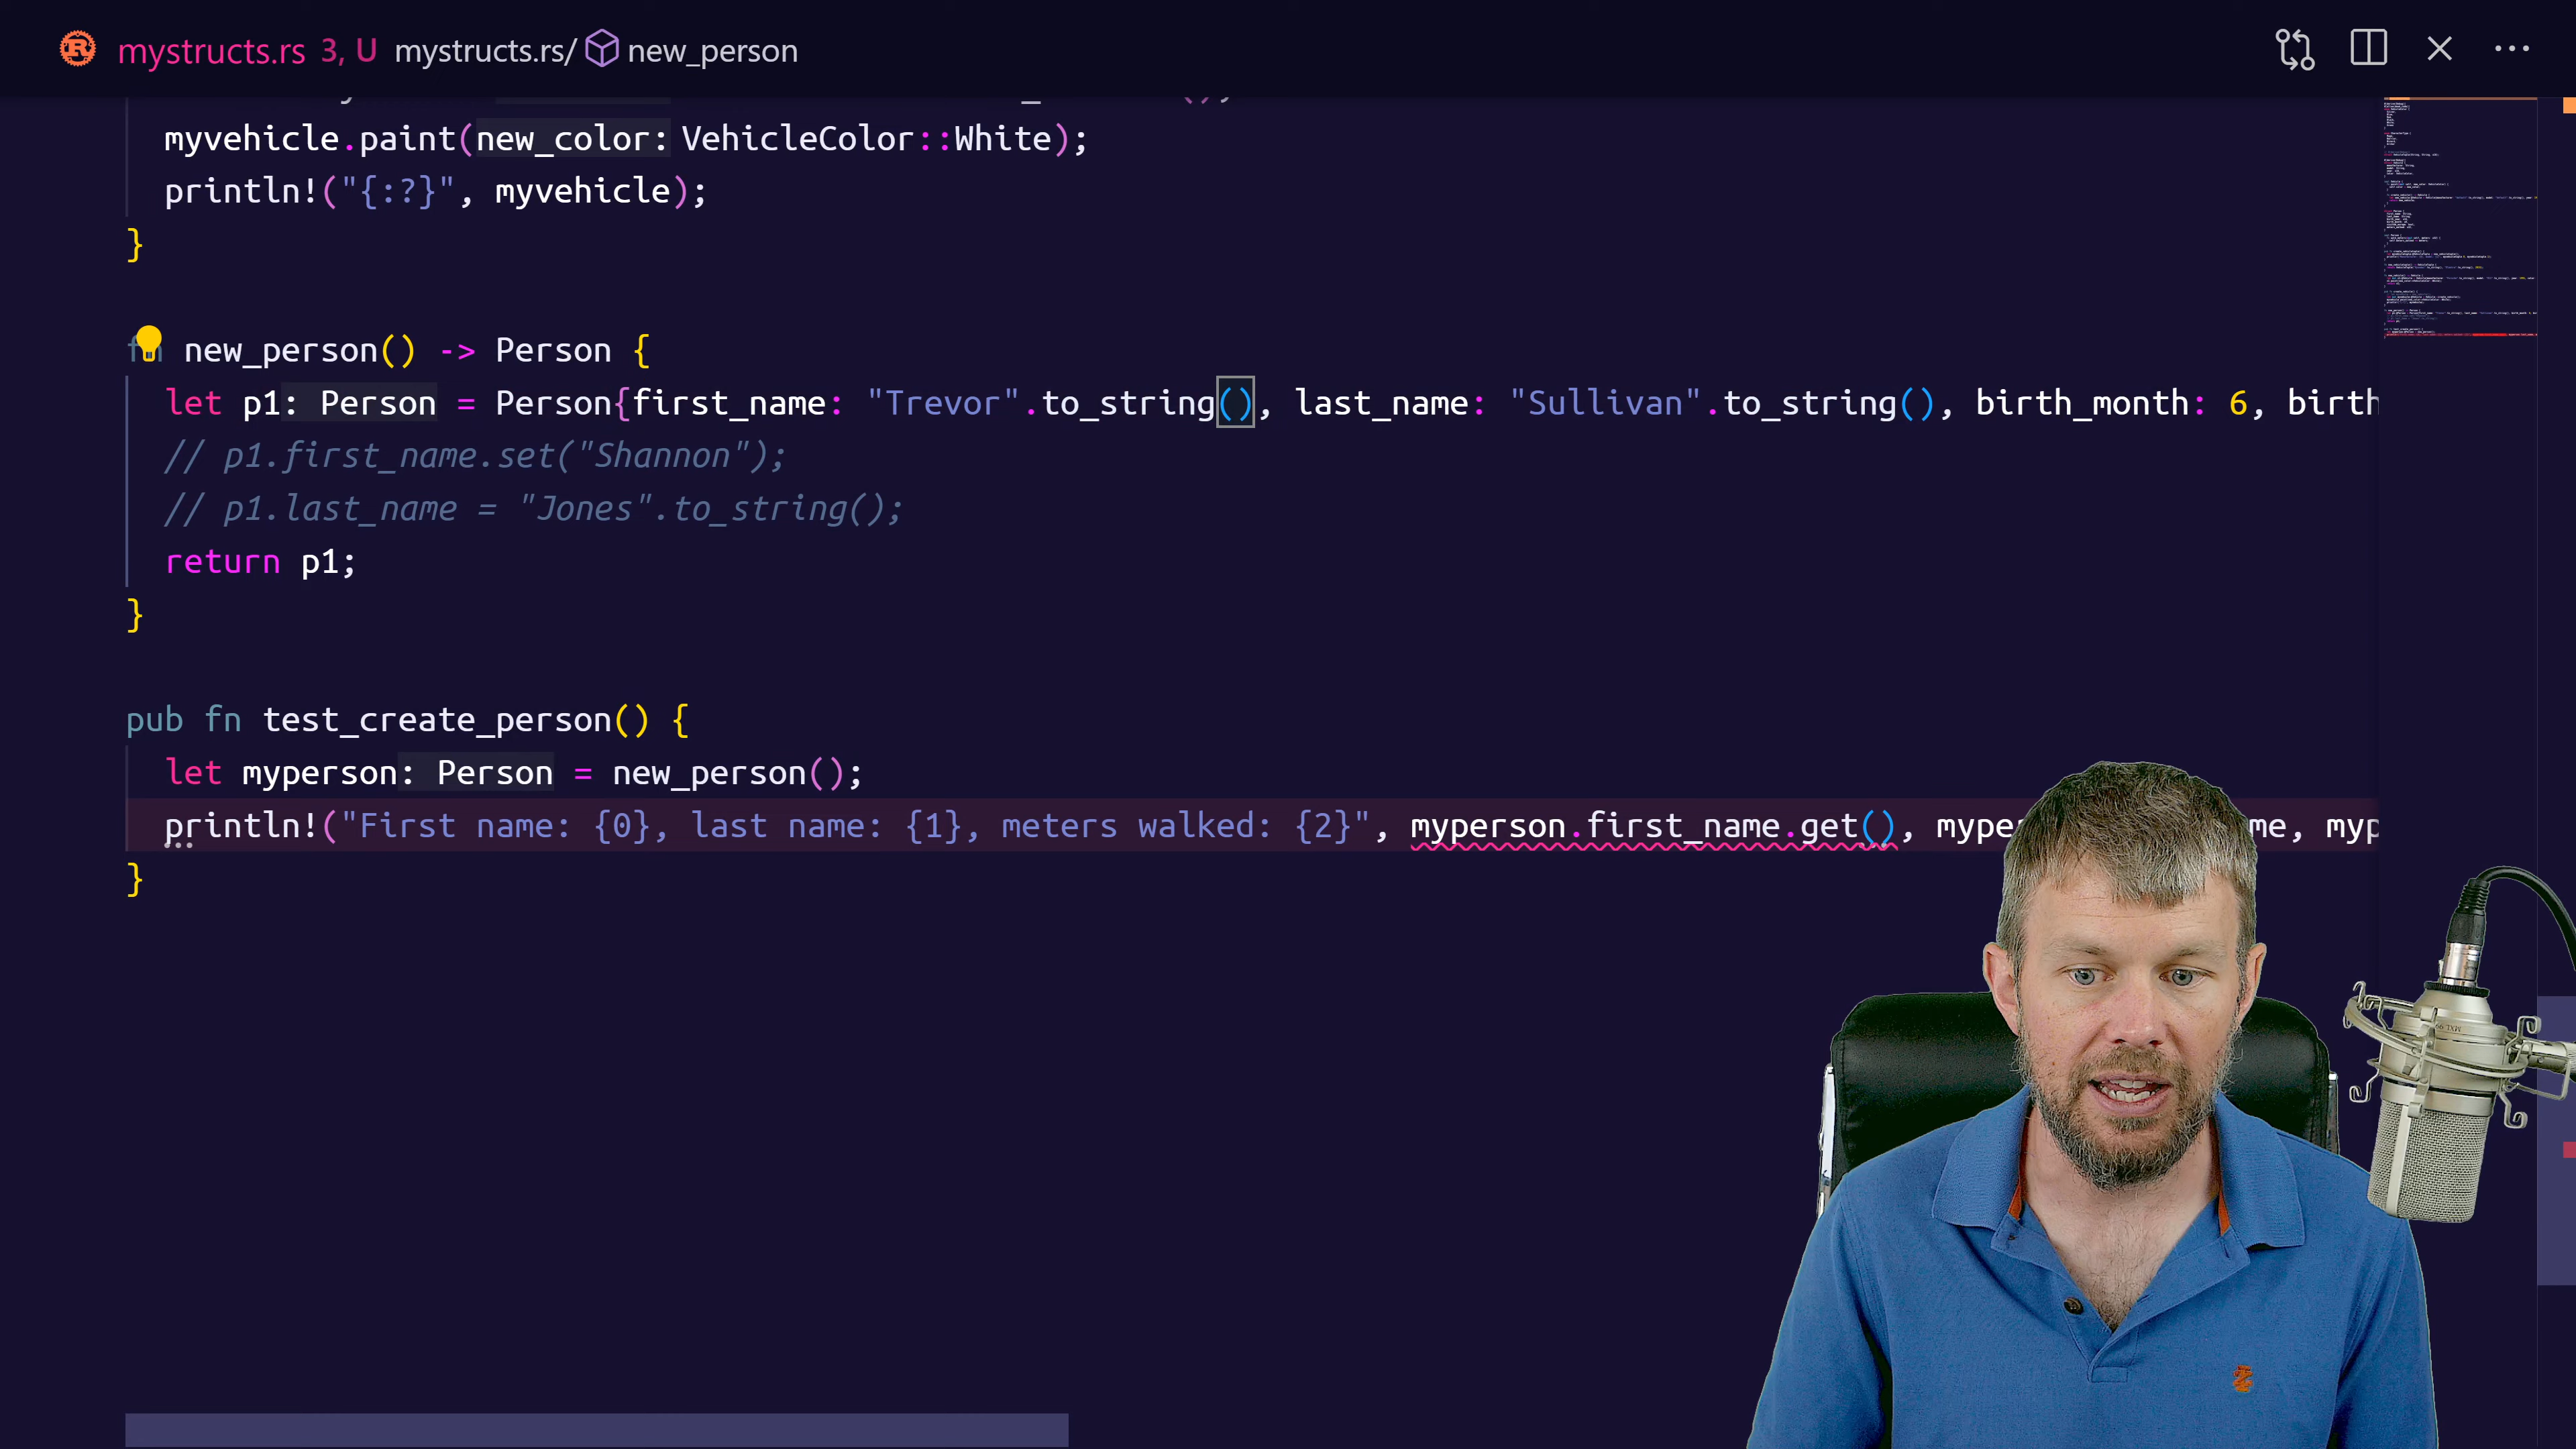 mystructs.rs 3, U mystructs.rs/ new_person
myvehicle.paint(new_color: VehicleColor::White);
println!("{:?}", myvehicle);
}
new_person() -> Person {
let p1: Person = Person{first_name: "Trevor".to_string(), last_name: "Sullivan".to_string(), birth_month: 6, birth
// p1.first_name.set("Shannon");
// p1.last_name = "Jones".to_string();
return p1;
}
pub fn test_create_person() {
let myperson: Person = new_person();
println!("First name: {0}, last name: {1}, meters walked: {2}", myperson.first_name.get(), myper me, myp
}